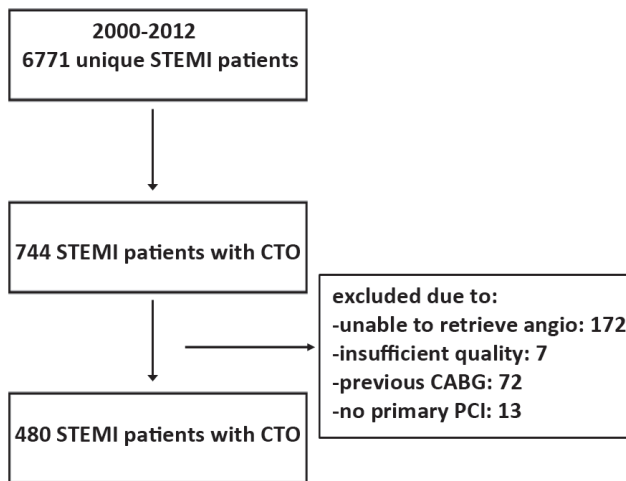 2000-2012
6771 unique STEMI patients
744 STEMI patients with CTO
excluded due to:
-unable to retrieve angio: 172
-insufficient quality: 7
-previous CABG: 72
-no primary PCI: 13
480 STEMI patients with CTO